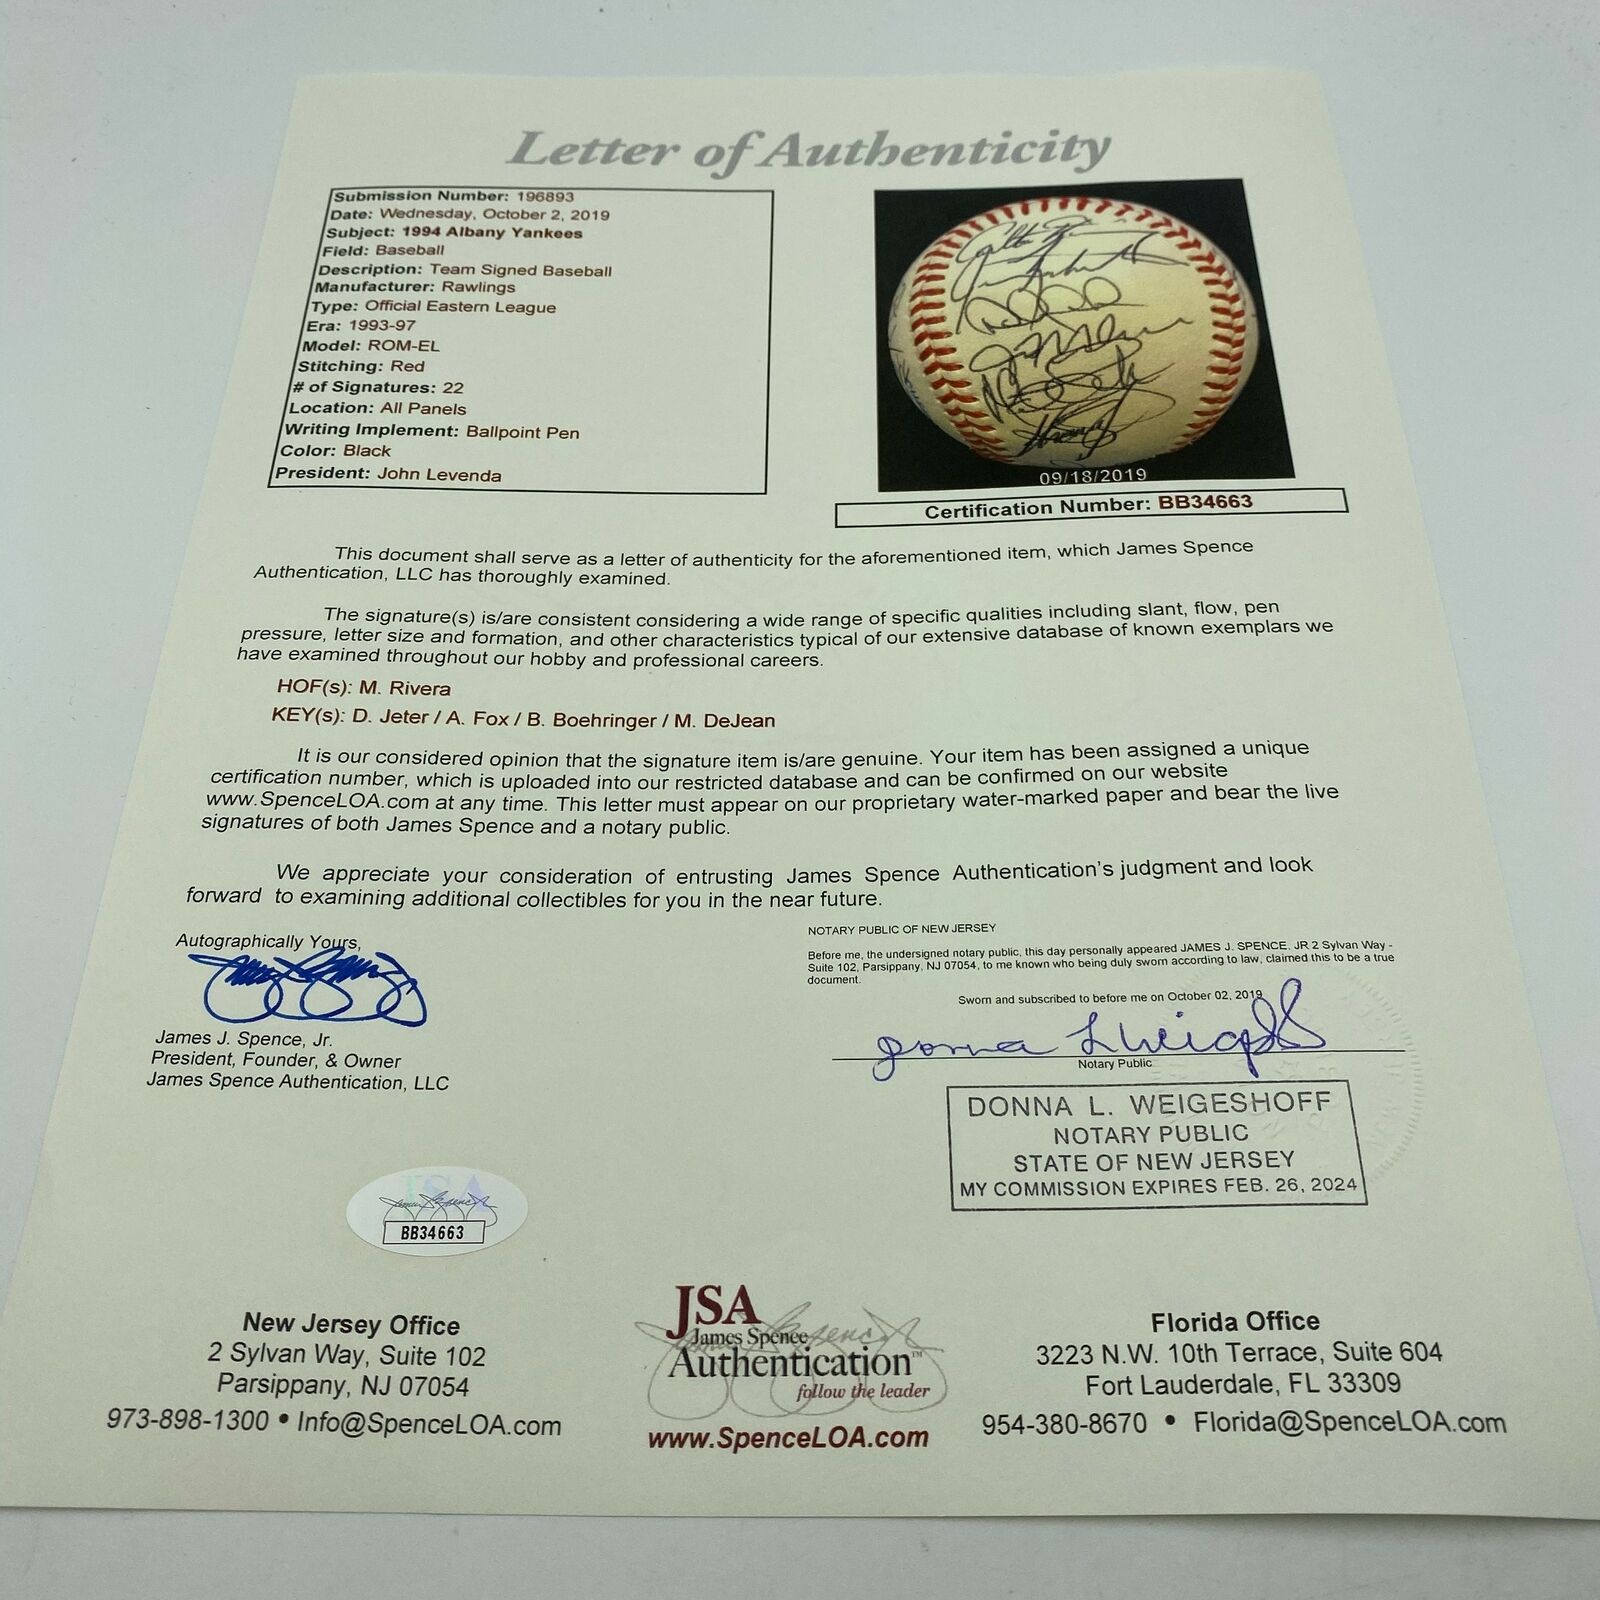 Letter of Authenticity
Submission Number: 196893
Date: Wednesday, October 2, 2019
Subject: 1994 Albany Yankees
Field: Baseball
Description: Team Signed Baseball
Manufacturer: Rawlings
Type: Official Eastern League
Era: 1993-97
Model: ROM-EL
Stitching: Red
# of Signatures: 22
Location: All Panels
Writing Implement: Ballpoint Pen
Color: Black
President: John Levenda
09/18/2019
Certification Number: BB34663
This document shall serve as a letter of authenticity for the aforementioned item, which James Spence
Authentication, LLC has thoroughly examined.
The signature(s) is/are consistent considering a wide range of specific qualities including slant, flow, pen
pressure, letter size and formation, and other characteristics typical of our extensive database of known exemplars we
have examined throughout our hobby and professional careers.
HOF(s): M. Rivera
KEY(s): D. Jeter / A. Fox / B. Boehringer / M. DeJean
It is our considered opinion that the signature item is/are genuine. Your item has been assigned a unique
certification number, which is uploaded into our restricted database and can be confirmed on our website
www.SpenceLOA.com at any time. This letter must appear on our proprietary water-marked paper and bear the live
signatures of both James Spence and a notary public.
We appreciate your consideration of entrusting James Spence Authentication's judgment and look
forward to examining additional collectibles for you in the near future.
Autographically Yours,
James J. Spence, Jr.
President, Founder, & Owner
James Spence Authentication, LLC
NOTARY PUBLIC OF NEW JERSEY
Before me, the undersigned notary public, this day personally appeared JAMES J. SPENCE, JR 2 Sylvan Way -
Suite 102, Parsippany, NJ 07054, to me known who being duly sworn according to law, claimed this to be a true
document.
Sworn and subscribed to before me on October 02, 2019
Donna L Weigeshoff
Notary Public
DONNA L. WEIGESHOFF
NOTARY PUBLIC
STATE OF NEW JERSEY
MY COMMISSION EXPIRES FEB. 26, 2024
JSA
BB34663
New Jersey Office
2 Sylvan Way, Suite 102
Parsippany, NJ 07054
973-898-1300 • Info@SpenceLOA.com
JSA
James Spence
Authentication™
follow the leader
www.SpenceLOA.com
Florida Office
3223 N.W. 10th Terrace, Suite 604
Fort Lauderdale, FL 33309
954-380-8670 • Florida@SpenceLOA.com